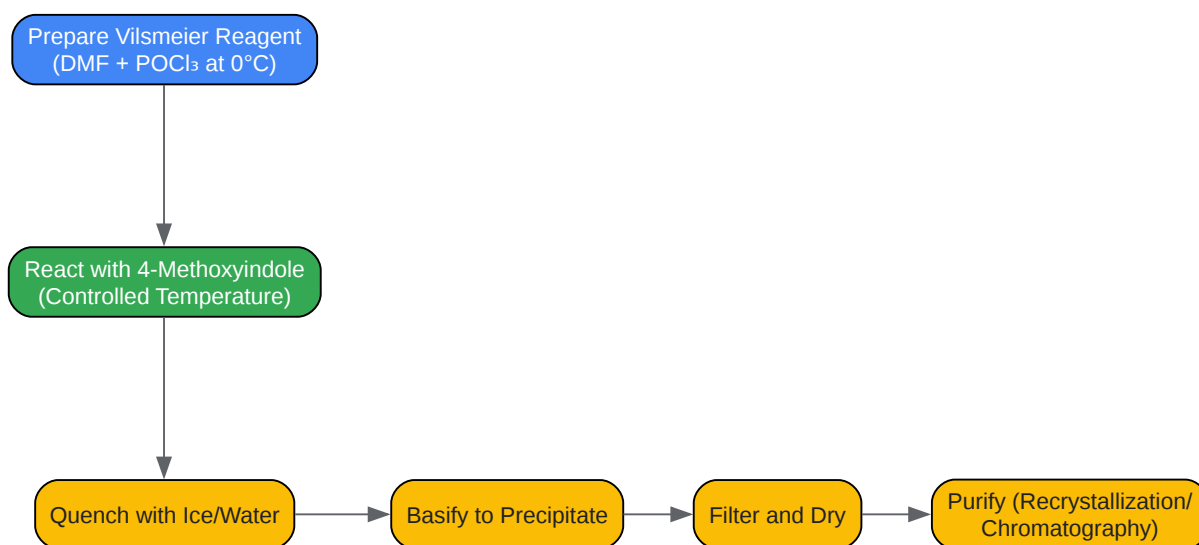 Prepare Vilsmeier Reagent
(DMF + POCl₃ at 0°C)
React with 4-Methoxyindole
(Controlled Temperature)
Quench with Ice/Water
Basify to Precipitate
Filter and Dry
Purify (Recrystallization/
Chromatography)